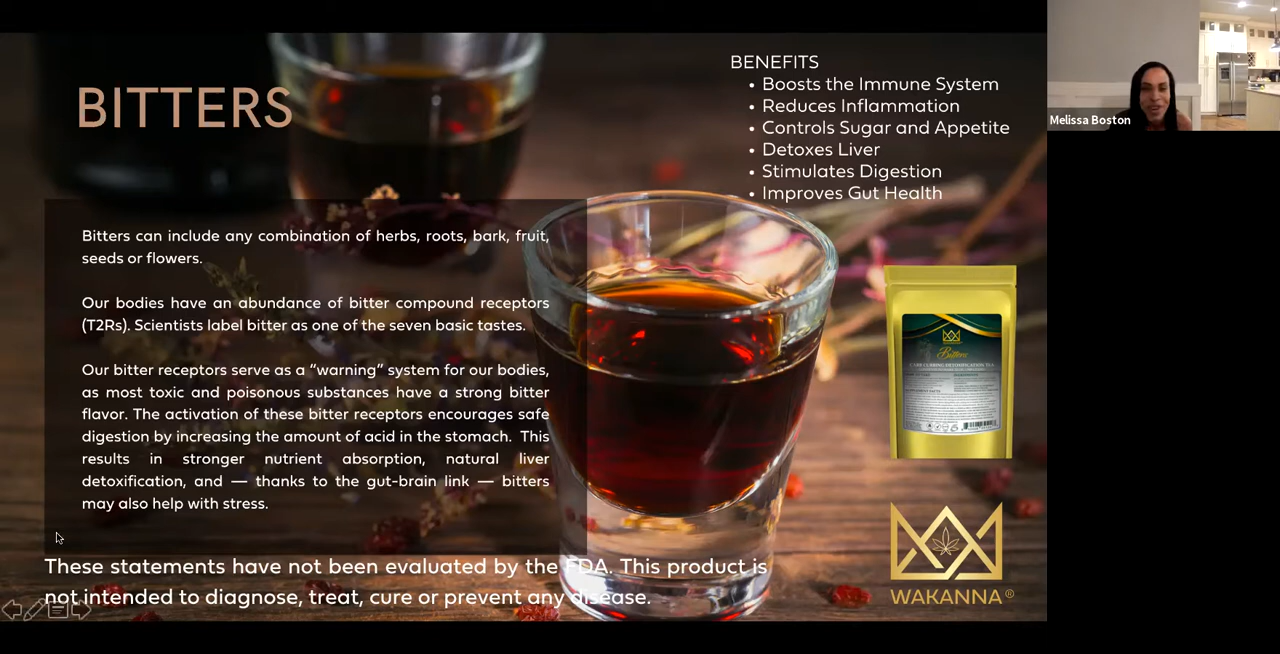 BITTERS
Bitters can include any combination of herbs, roots, bark, fruit,
seeds or flowers.
Our bodies have an abundance of bitter compound receptors
(T2Rs). Scientists label bitter as one of the seven basic tastes.
Our bitter receptors serve as a “warning” system for our bodies,
as most toxic and poisonous substances have a strong bitter
flavor. The activation of these bitter receptors encourages safe
digestion by increasing the amount of acid in the stomach. This
results in stronger nutrient absorption, natural liver
detoxification, and — thanks to the gut-brain link — bitters
may also help with stress.
These statements have not been evaluated by the FDA. This product is
not intended to diagnose, treat, cure or prevent any disease.
BENEFITS
• Boosts the Immune System
• Reduces Inflammation
• Controls Sugar and Appetite
• Detoxes Liver
• Stimulates Digestion
• Improves Gut Health
Bitters
WAKANNA®
Melissa Boston